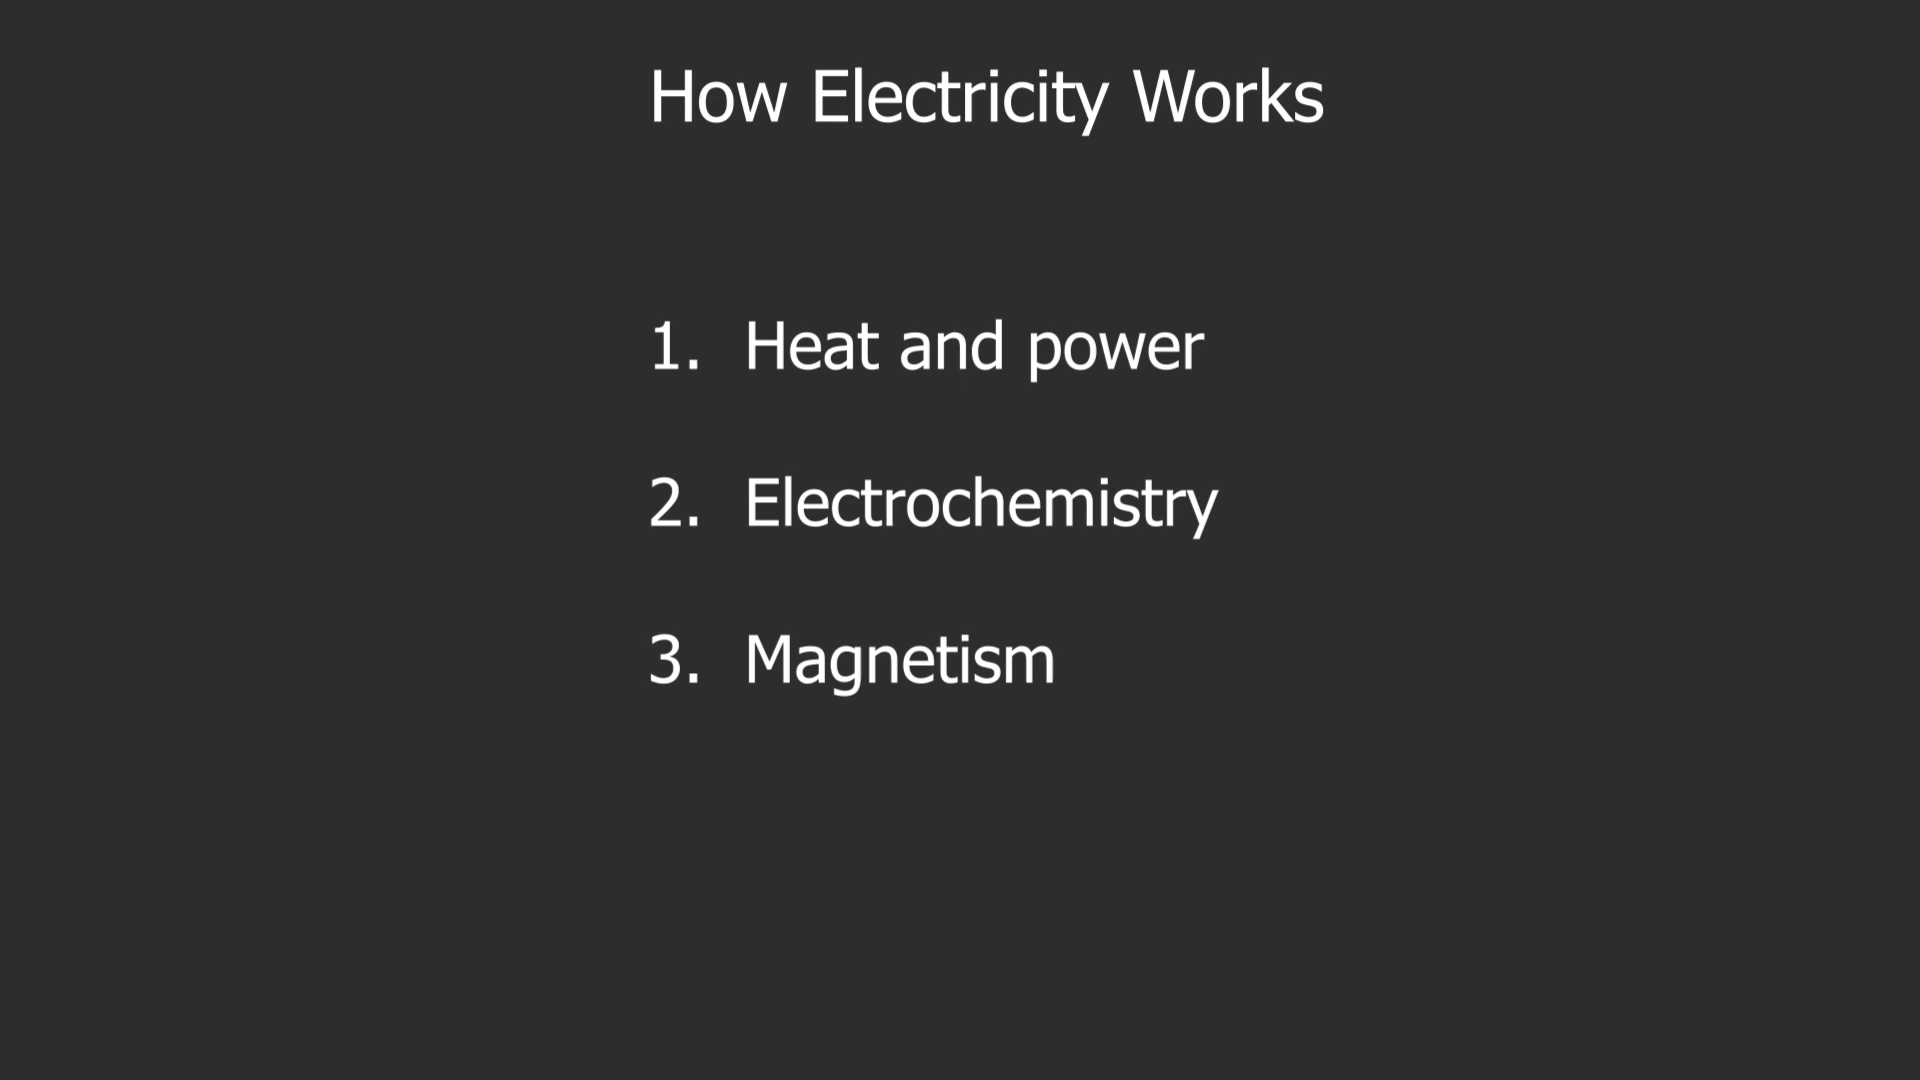 How Electricity Works
1. Heat and power
2. Electrochemistry
3. Magnetism